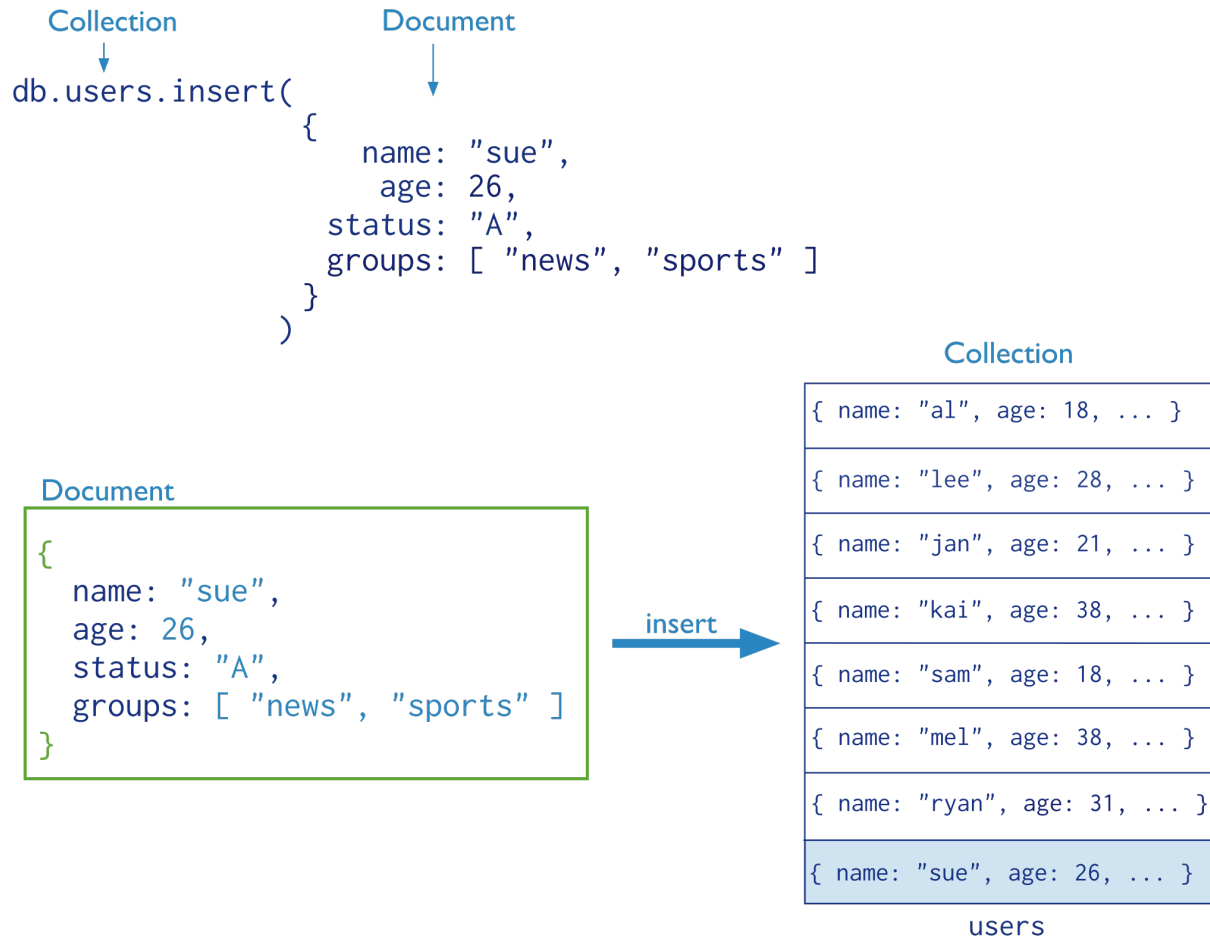 Collection
Document
db.users.insert(
{
name: "sue",
age: 26,
status: "A",
groups: [ "news", "sports" ]
}
)
Document
{
name: "sue",
age: 26,
status: "A",
groups: [ "news", "sports" ]
}
insert
Collection
{ name: "al", age: 18, ... }
{ name: "lee", age: 28, ... }
{ name: "jan", age: 21, ... }
{ name: "kai", age: 38, ... }
{ name: "sam", age: 18, ... }
{ name: "mel", age: 38, ... }
{ name: "ryan", age: 31, ... }
{ name: "sue", age: 26, ... }
users